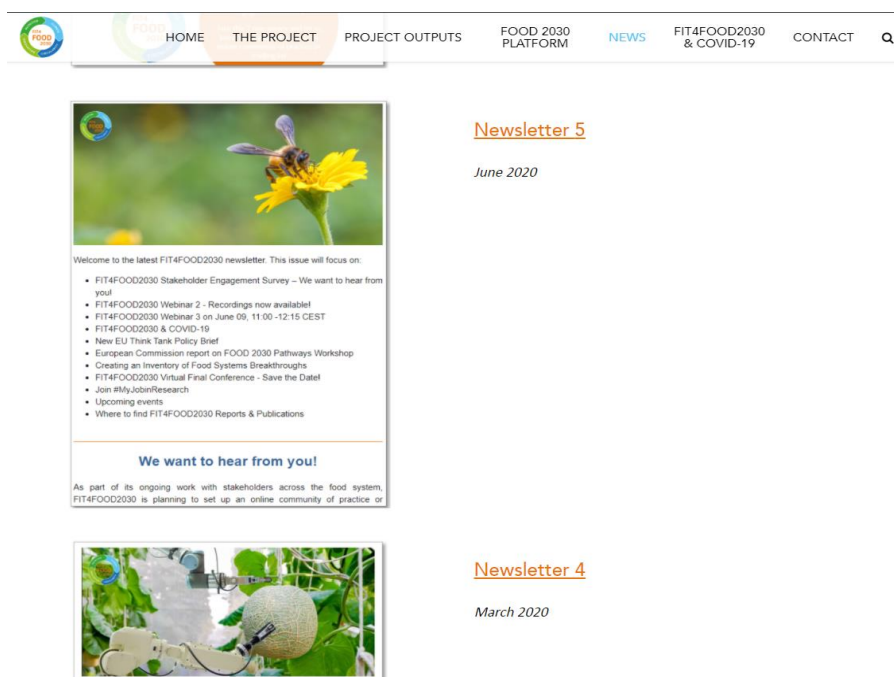 HOME THE PROJECT PROJECT OUTPUTS FOOD 2030 PLATFORM NEWS FIT4FOOD2030 & COVID-19 CONTACT
Newsletter 5
June 2020
Welcome to the latest FIT4FOOD2030 newsletter. This issue will focus on:
• FIT4FOOD2030 Stakeholder Engagement Survey – We want to hear from
you!
• FIT4FOOD2030 Webinar 2 - Recordings now available!
• FIT4FOOD2030 Webinar 3 on June 09, 11:00 -12:15 CEST
• FIT4FOOD2030 & COVID-19
• New EU Think Tank Policy Brief
• European Commission report on FOOD 2030 Pathways Workshop
• Creating an Inventory of Food Systems Breakthroughs
• FIT4FOOD2030 Virtual Final Conference - Save the Date!
• Join #MyJobinResearch
• Upcoming events
• Where to find FIT4FOOD2030 Reports & Publications
We want to hear from you!
As part of its ongoing work with stakeholders across the food system,
FIT4FOOD2030 is planning to set up an online community of practice or
Newsletter 4
March 2020